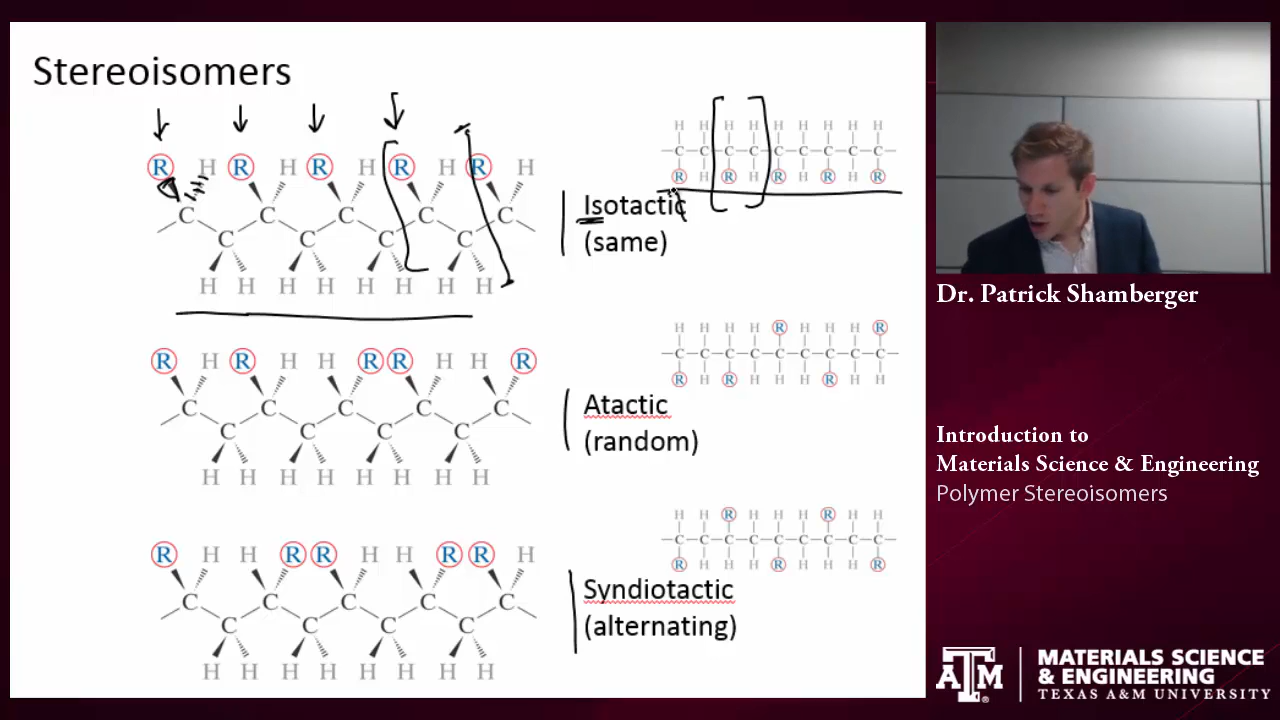 Stereoisomers
R H R H R H R H R H
C C C C C
C C C C
H H H H H H H H
Isotactic
(same)
H H H H H H H H H
C C C C C C C C C
R H R H R H R H R
R H R H H R R H H R
C C C C C
C C C C
H H H H H H H H
Atactic
(random)
H H H H R H H H R
C C C C C C C C C
R H R H H H R H H
R H H R R H H R R H
C C C C C
C C C C
H H H H H H H H
Syndiotactic
(alternating)
H H R H H H R H H
C C C C C C C C C
R H H H R H H H R
Dr. Patrick Shamberger
Introduction to
Materials Science & Engineering
Polymer Stereoisomers
ATM
MATERIALS SCIENCE
& ENGINEERING
TEXAS A&M UNIVERSITY